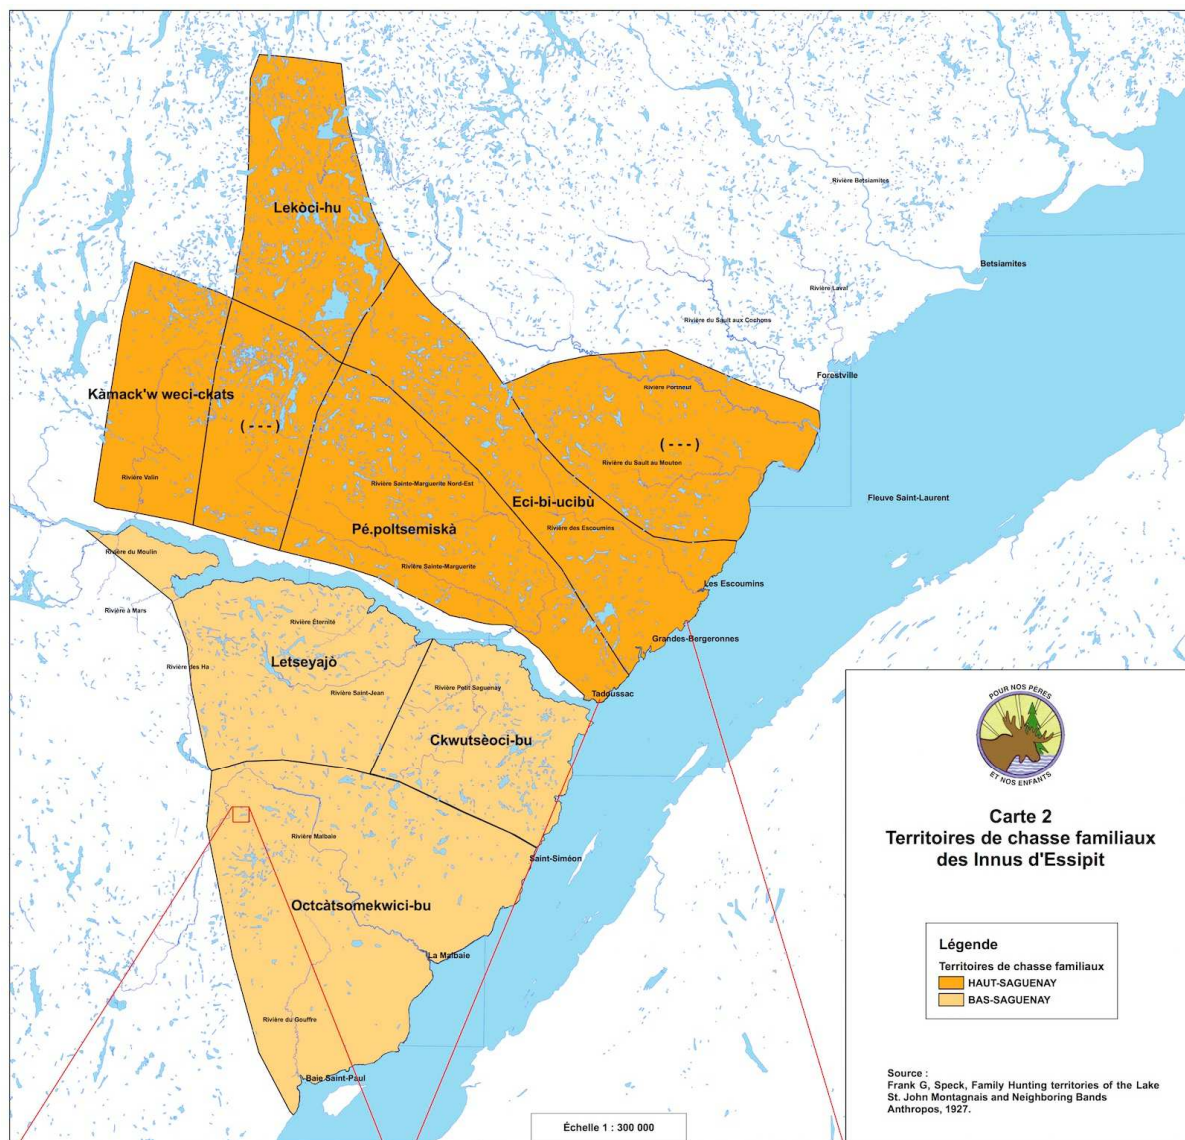 Lekòci-hu
Rivière Betsiamites
Betsiamites
Rivière Laval
Rivière du Sault aux Cochons
Forestville
Rivière Portneuf
Kàmack'w weci-ckats
( - - - )
( - - - )
Rivière du Sault au Mouton
Rivière Valin
Rivière Sainte-Marguerite Nord-Est
Eci-bi-ucibù
Fleuve Saint-Laurent
Pé.poltsemiskà
Rivière des Escoumins
Rivière du Moulin
Rivière Sainte-Marguerite
Les Escoumins
Rivière à Mars
Rivière Éternité
Grandes-Bergeronnes
Letseyajò
Rivière des Ha
Rivière Saint-Jean
Rivière Petit Saguenay
Tadoussac
Ckwutsèoci-bu
Rivière Malbaie
Saint-Siméon
Octcàtsomekwici-bu
La Malbaie
Rivière du Gouffre
Baie Saint-Paul
POUR NOS PÈRES
ET NOS ENFANTS
Carte 2
Territoires de chasse familiaux
des Innus d'Essipit
Légende
Territoires de chasse familiaux
HAUT-SAGUENAY
BAS-SAGUENAY
Source :
Frank G, Speck, Family Hunting territories of the Lake
St. John Montagnais and Neighboring Bands
Anthropos, 1927.
Échelle 1 : 300 000